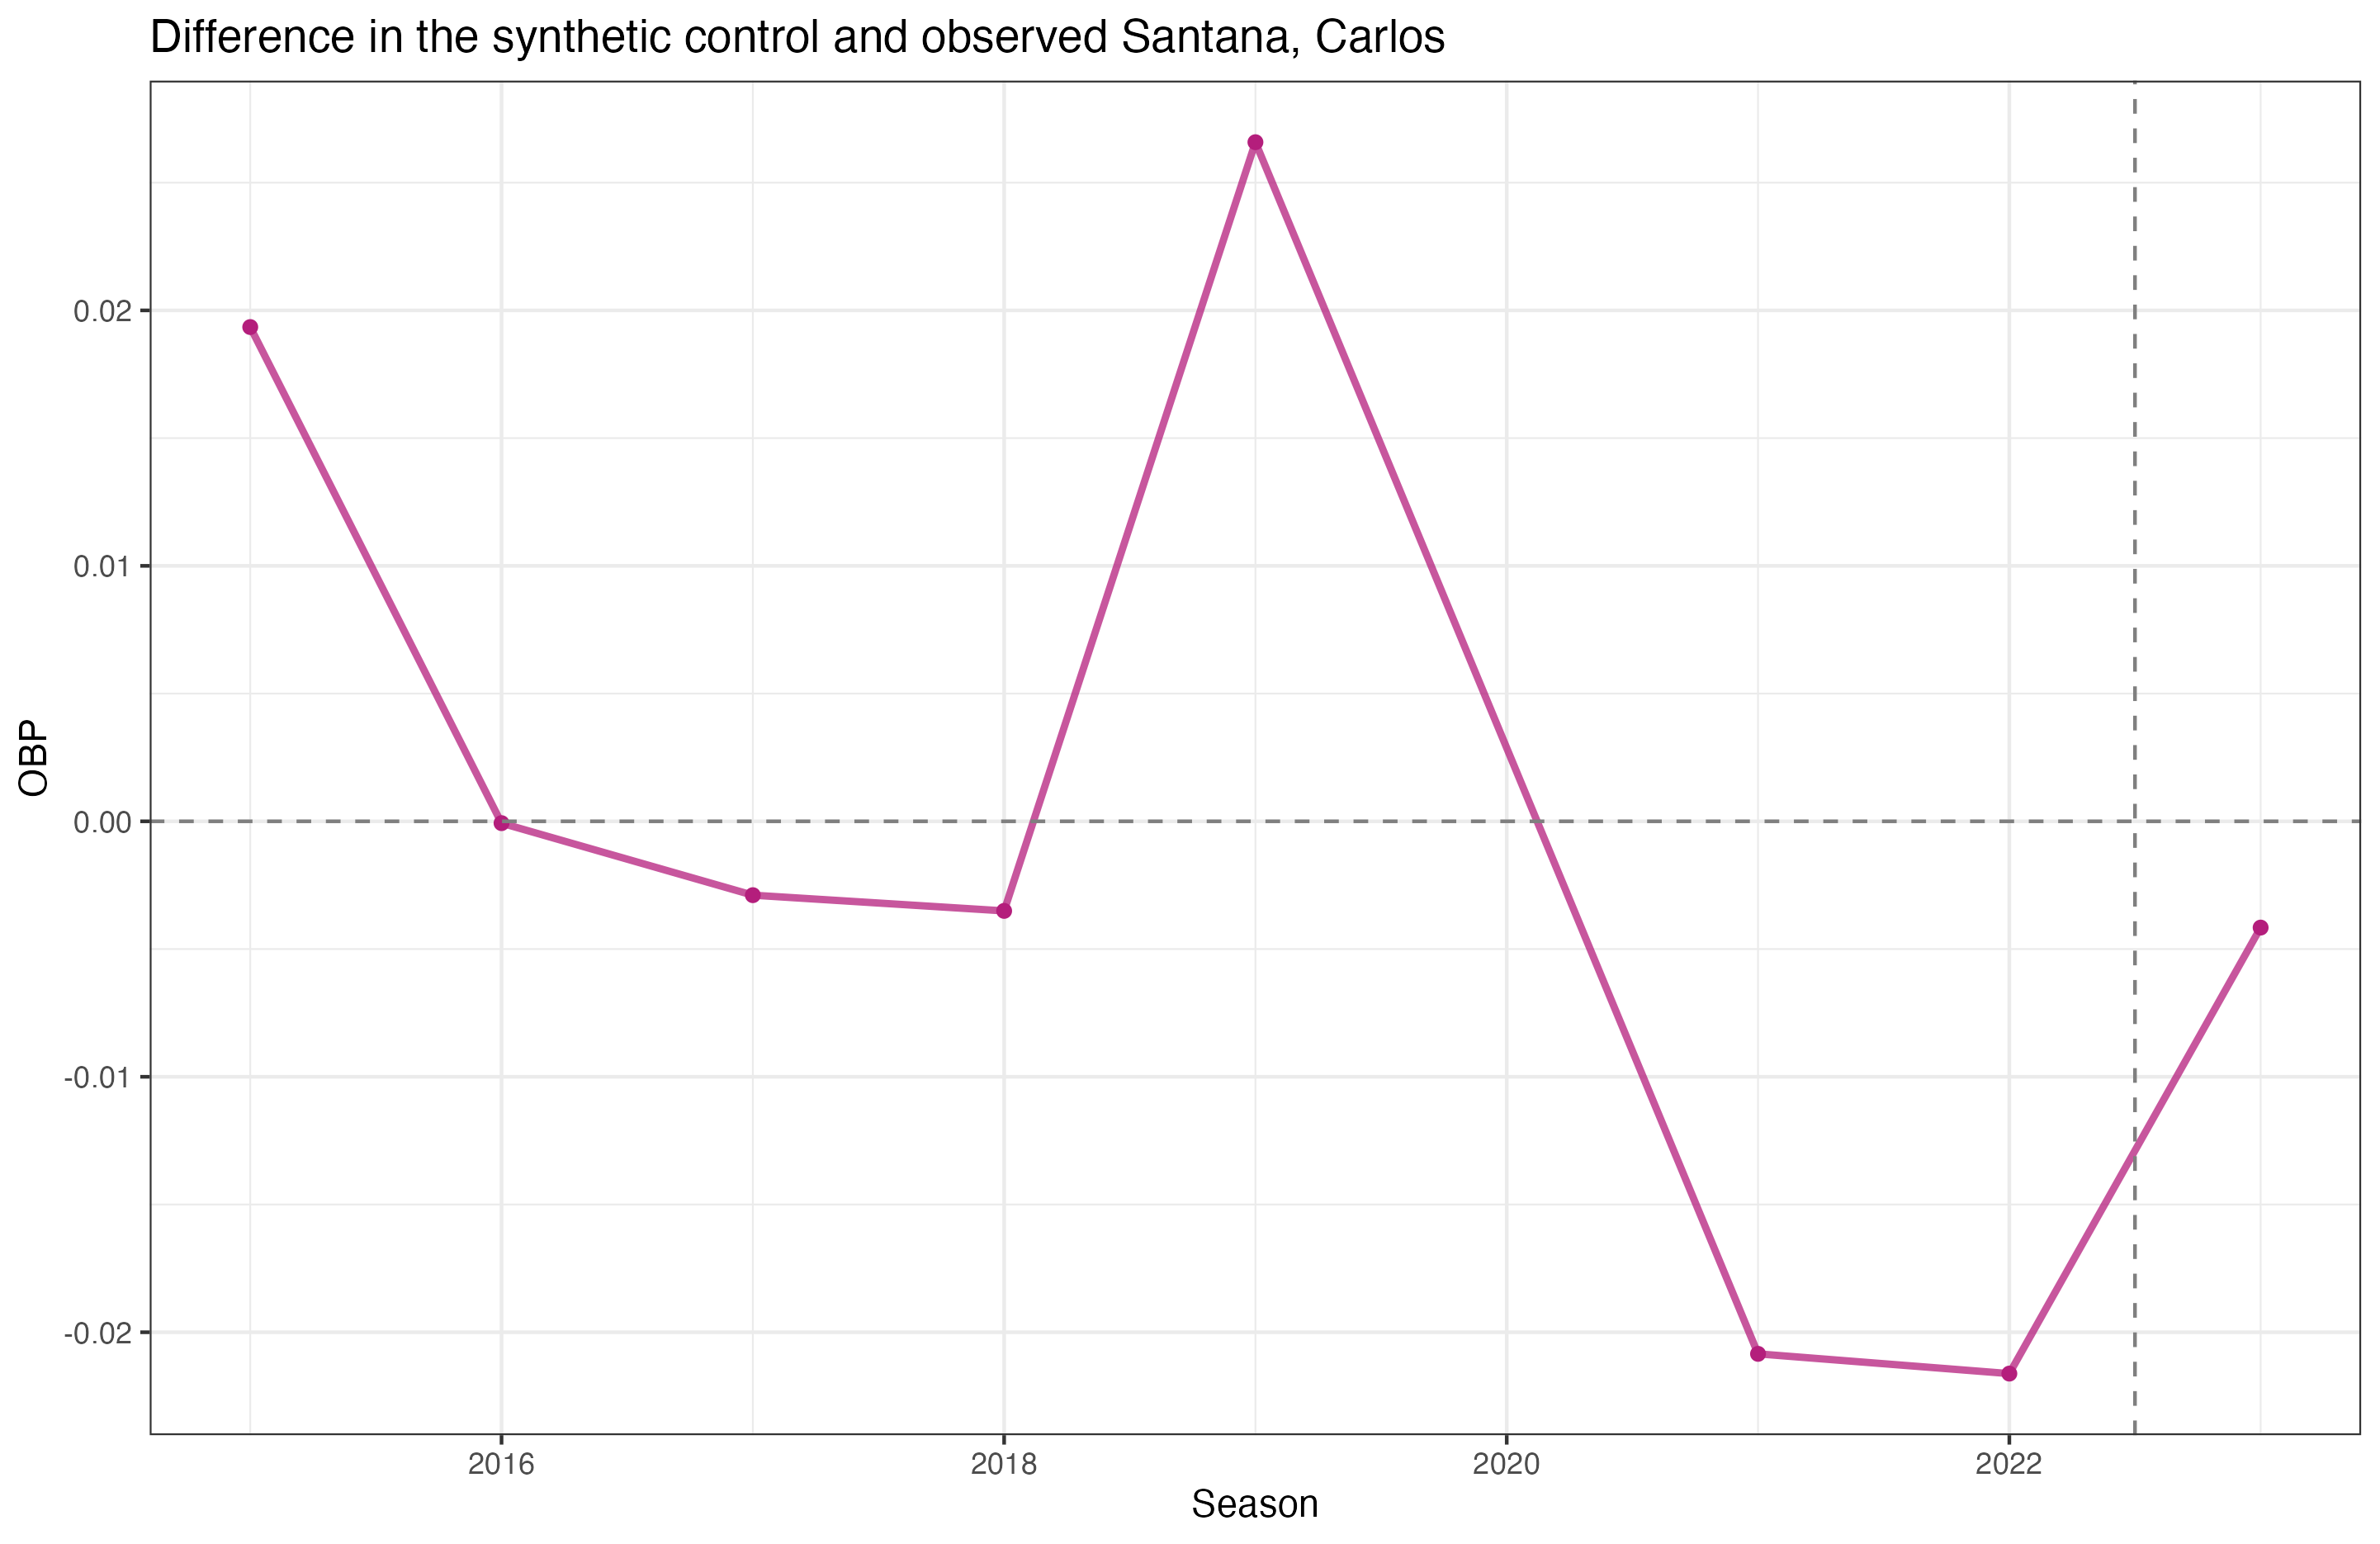 Difference in the synthetic control and observed Santana, Carlos
0.02
0.01
0.00
-0.01
-0.02
OBP
2016 2018 2020 2022
Season